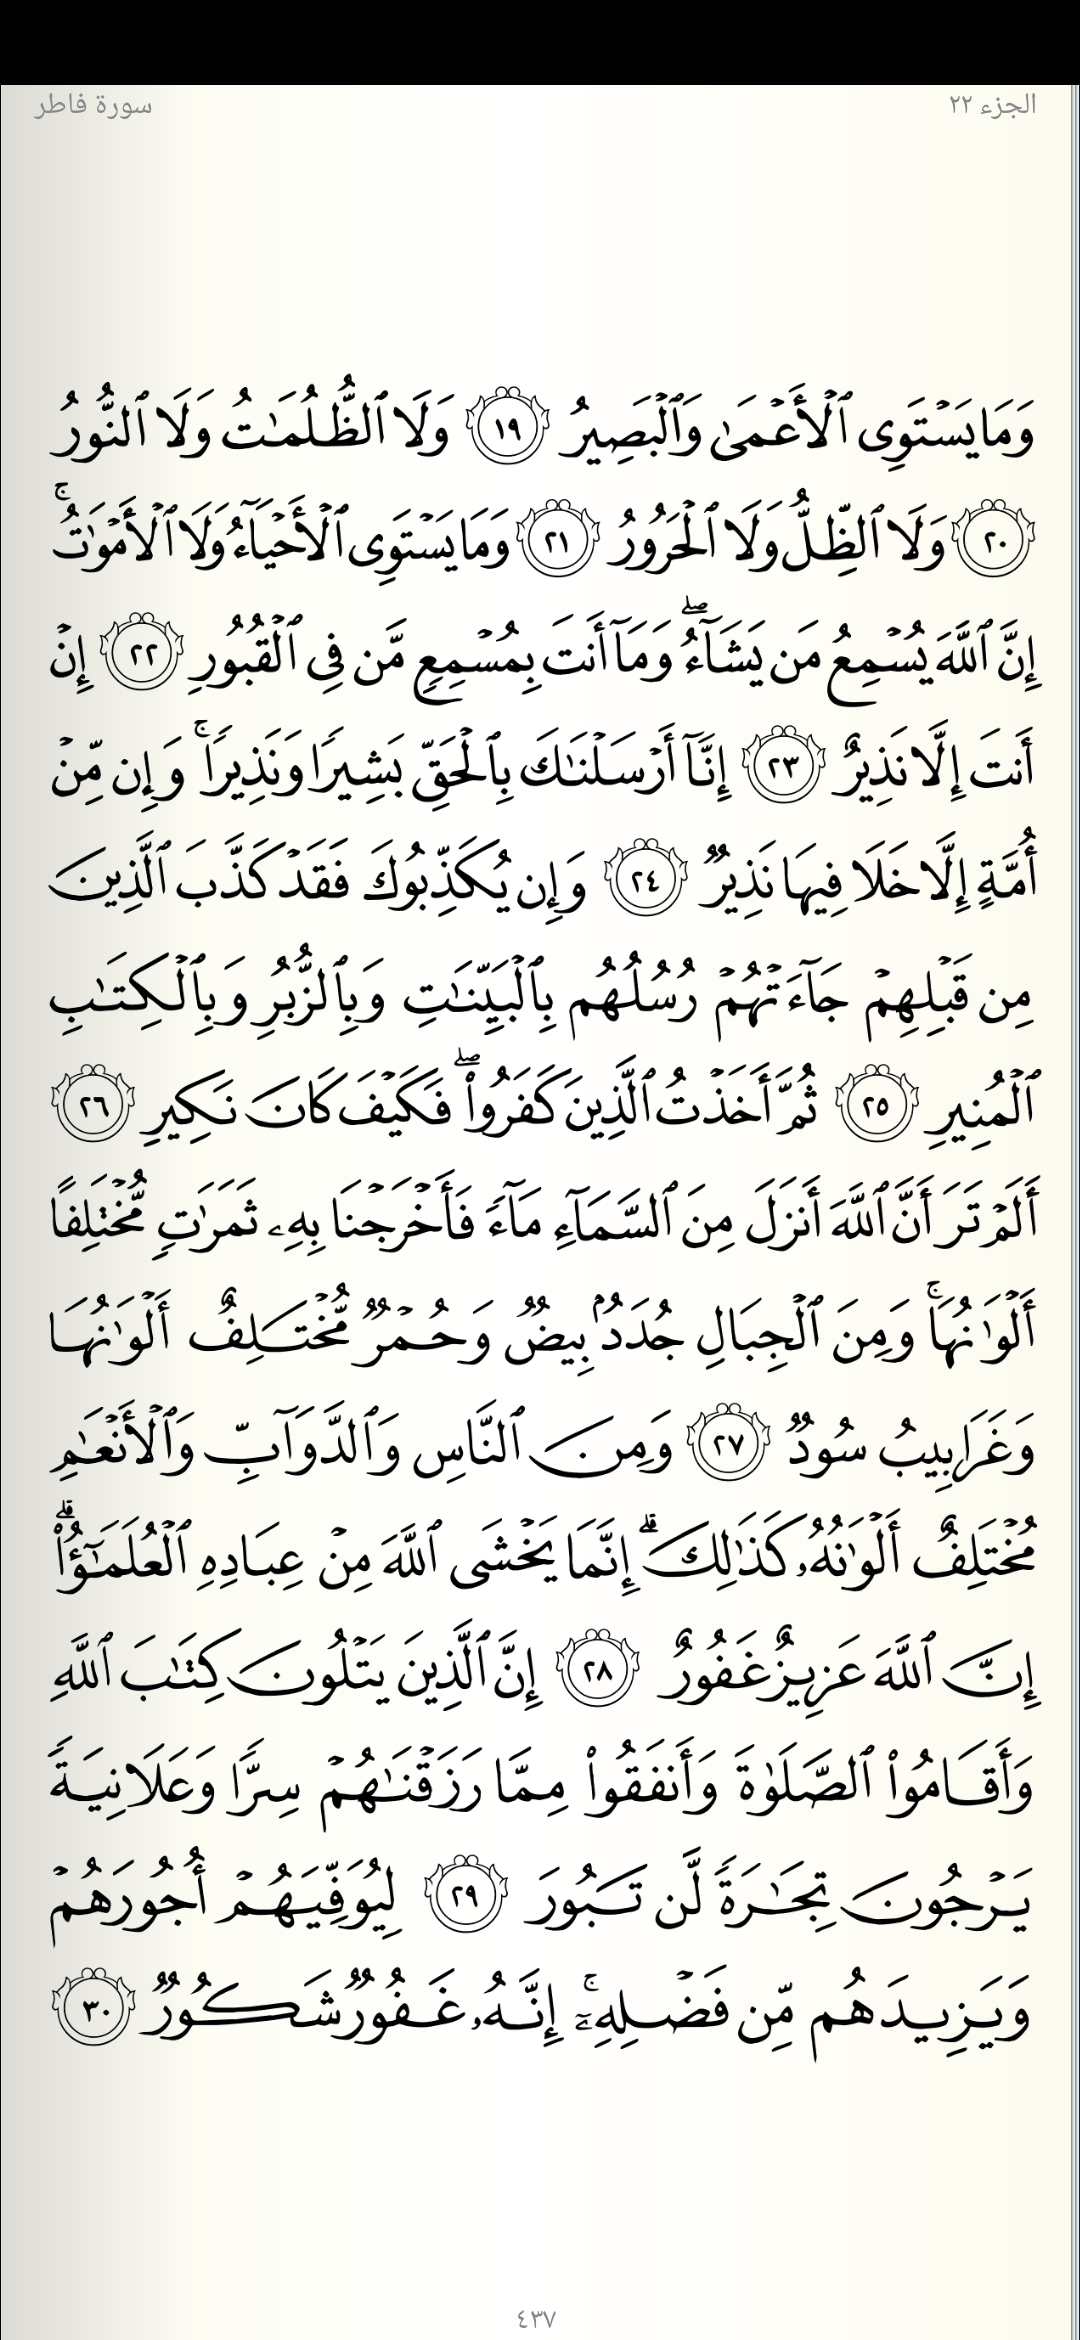 الجزء ٢٢
سورة فاطر
وَمَا يَسْتَوِى ٱلْأَعْمَىٰ وَٱلْبَصِيرُ ١٩ وَلَا ٱلظُّلُمَـٰتُ وَلَا ٱلنُّورُ
٢٠ وَلَا ٱلظِّلُّ وَلَا ٱلْحَرُورُ ٢١ وَمَا يَسْتَوِى ٱلْأَحْيَآءُ وَلَا ٱلْأَمْوَٰتُ ۚ
إِنَّ ٱللَّهَ يُسْمِعُ مَن يَشَآءُ ۖ وَمَآ أَنتَ بِمُسْمِعٍ مَّن فِى ٱلْقُبُورِ ٢٢ إِنْ
أَنتَ إِلَّا نَذِيرٌ ٢٣ إِنَّآ أَرْسَلْنَـٰكَ بِٱلْحَقِّ بَشِيرًا وَنَذِيرًا ۚ وَإِن مِّنْ
أُمَّةٍ إِلَّا خَلَا فِيهَا نَذِيرٌ ٢٤ وَإِن يُكَذِّبُوكَ فَقَدْ كَذَّبَ ٱلَّذِينَ
مِن قَبْلِهِمْ جَآءَتْهُمْ رُسُلُهُم بِٱلْبَيِّنَـٰتِ وَبِٱلزُّبُرِ وَبِٱلْكِتَـٰبِ
ٱلْمُنِيرِ ٢٥ ثُمَّ أَخَذْتُ ٱلَّذِينَ كَفَرُوا۟ ۖ فَكَيْفَ كَانَ نَكِيرِ ٢٦
أَلَمْ تَرَ أَنَّ ٱللَّهَ أَنزَلَ مِنَ ٱلسَّمَآءِ مَآءً فَأَخْرَجْنَا بِهِۦ ثَمَرَٰتٍ مُّخْتَلِفًا
أَلْوَٰنُهَا ۚ وَمِنَ ٱلْجِبَالِ جُدَدٌۢ بِيضٌ وَحُمْرٌ مُّخْتَلِفٌ أَلْوَٰنُهَا
وَغَرَابِيبُ سُودٌ ٢٧ وَمِنَ ٱلنَّاسِ وَٱلدَّوَآبِّ وَٱلْأَنْعَـٰمِ
مُخْتَلِفٌ أَلْوَٰنُهُۥ كَذَٰلِكَ ۗ إِنَّمَا يَخْشَى ٱللَّهَ مِنْ عِبَادِهِ ٱلْعُلَمَـٰٓؤُا۟ ۗ
إِنَّ ٱللَّهَ عَزِيزٌ غَفُورٌ ٢٨ إِنَّ ٱلَّذِينَ يَتْلُونَ كِتَـٰبَ ٱللَّهِ
وَأَقَامُوا۟ ٱلصَّلَوٰةَ وَأَنفَقُوا۟ مِمَّا رَزَقْنَـٰهُمْ سِرًّا وَعَلَانِيَةً
يَرْجُونَ تِجَـٰرَةً لَّن تَبُورَ ٢٩ لِيُوَفِّيَهُمْ أُجُورَهُمْ
وَيَزِيدَهُم مِّن فَضْلِهِۦٓ ۚ إِنَّهُۥ غَفُورٌ شَكُورٌ ٣٠
٤٣٧